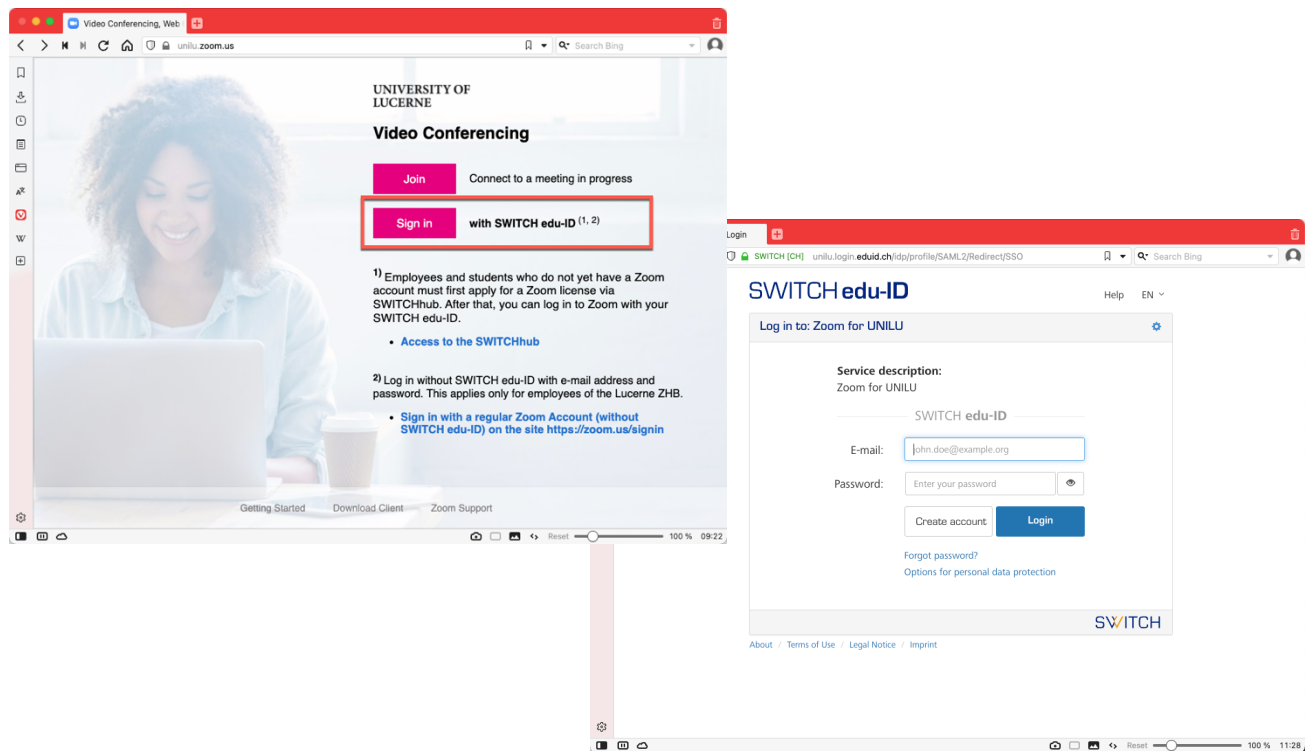 Video Conferencing, Web
unilu.zoom.us
Search Bing
UNIVERSITY OF
LUCERNE
Video Conferencing
Join
Connect to a meeting in progress
Sign in
with SWITCH edu-ID (1, 2)
1) Employees and students who do not yet have a Zoom
account must first apply for a Zoom license via
SWITCHhub. After that, you can log in to Zoom with your
SWITCH edu-ID.
• Access to the SWITCHhub
2) Log in without SWITCH edu-ID with e-mail address and
password. This applies only for employees of the Lucerne ZHB.
• Sign in with a regular Zoom Account (without
SWITCH edu-ID) on the site https://zoom.us/signin
Getting Started
Download Client
Zoom Support
Reset
100 %
09:22
Login
SWITCH [CH]
unilu.login.eduid.ch/idp/profile/SAML2/Redirect/SSO
Search Bing
SWITCH edu-ID
Help
EN
Log in to: Zoom for UNILU
Service description:
Zoom for UNILU
SWITCH edu-ID
E-mail:
john.doe@example.org
Password:
Enter your password
Create account
Login
Forgot password?
Options for personal data protection
SWITCH
About / Terms of Use / Legal Notice / Imprint
Reset
100 %
11:28